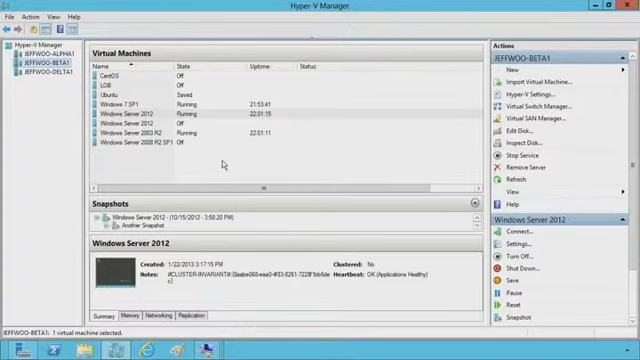 Hyper-V Manager
File Action View Help
Hyper-V Manager
JEFFWOO-ALPHA1
JEFFWOO-BETA1
JEFFWOO-DELTA1
Virtual Machines
Name State Uptime Status
CentOS Off
LOB Off
Ubuntu Saved
Windows 7 SP1 Running 21:53:41
Windows Server 2012 Running 22:01:15
Windows Server 2012 Off
Windows Server 2003 R2 Running 22:01:11
Windows Server 2008 R2 SP1 Off
Snapshots
Windows Server 2012 - (10/15/2012 - 3:58:20 PM)
Another Snapshot
Windows Server 2012
Created: 1/22/2013 3:17:15 PM
Clustered: No
Notes:
Heartbeat: OK (Applications Healthy)
Summary Memory Networking Replication
Actions
JEFFWOO-BETA1
New
Import Virtual Machine...
Hyper-V Settings...
Virtual Switch Manager...
Virtual SAN Manager...
Edit Disk...
Inspect Disk...
Stop Service
Remove Server
Refresh
View
Help
Windows Server 2012
Connect...
Settings...
Turn Off...
Shut Down...
Save
Pause
Reset
Snapshot
JEFFWOO-BETA1: 1 virtual machine selected.